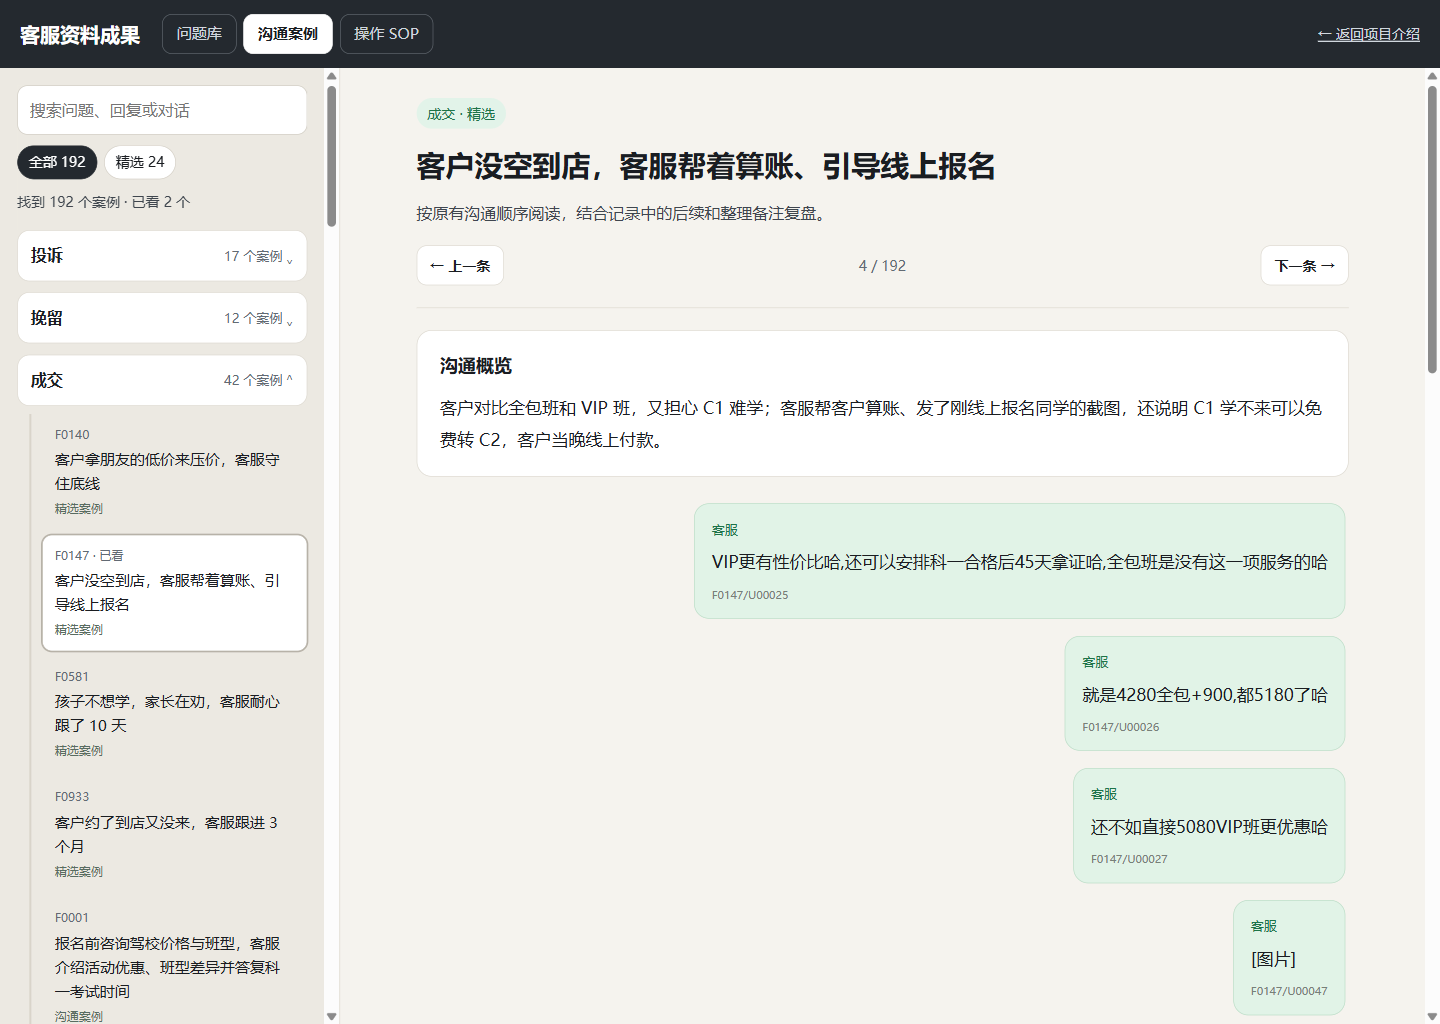 客服资料成果
问题库
沟通案例
操作 SOP
← 返回项目介绍
搜索问题、回复或对话
全部 192
精选 24
找到 192 个案例 · 已看 2 个
投诉
17 个案例
挽留
12 个案例
成交
42 个案例
F0140
客户拿朋友的低价来压价，客服守
住底线
精选案例
F0147 · 已看
客户没空到店，客服帮着算账、引
导线上报名
精选案例
F0581
孩子不想学，家长在劝，客服耐心
跟了 10 天
精选案例
F0933
客户约了到店又没来，客服跟进 3
个月
精选案例
F0001
报名前咨询驾校价格与班型，客服
介绍活动优惠、班型差异并答复科
一考试时间
沟通案例
成交 · 精选
客户没空到店，客服帮着算账、引导线上报名
按原有沟通顺序阅读，结合记录中的后续和整理备注复盘。
← 上一条
4 / 192
下一条 →
沟通概览
客户对比全包班和 VIP 班，又担心 C1 难学；客服帮客户算账、发了刚线上报名同学的截图，还说明 C1 学不来可以免
费转 C2，客户当晚线上付款。
客服
VIP更有性价比哈,还可以安排科一合格后45天拿证哈,全包班是没有这一项服务的哈
F0147/U00025
客服
就是4280全包+900,都5180了哈
F0147/U00026
客服
还不如直接5080VIP班更优惠哈
F0147/U00027
客服
[图片]
F0147/U00047